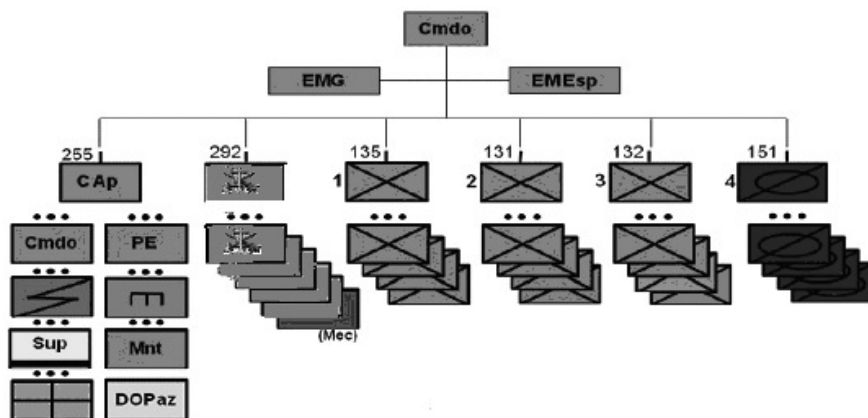 Cmdo
EMG EMEsp
255 292 135 131 132 151
CAp 1 2 3 4
Cmdo PE
Sup Mnt
(Mec)
DOPaz